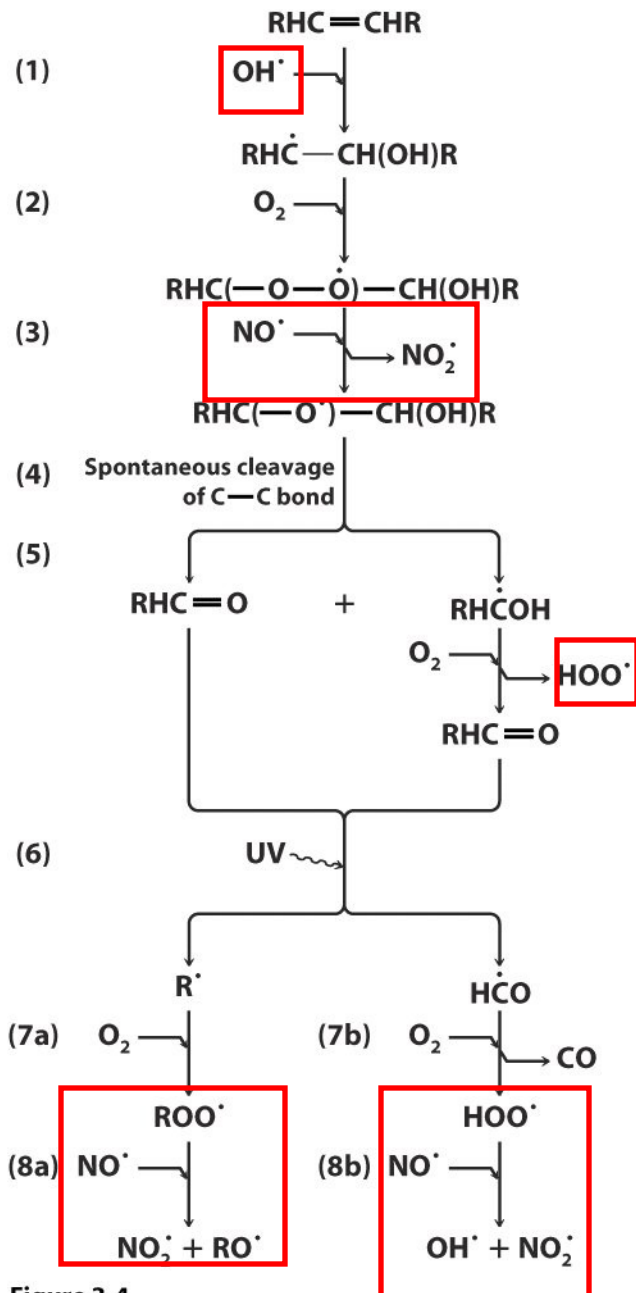 RHC=CHR
(1) OH•
RHĊ—CH(OH)R
(2) O₂
RHC(—O—Ȯ)—CH(OH)R
(3) NO• NO₂•
RHC(—O•)—CH(OH)R
(4) Spontaneous cleavage
of C—C bond
(5)
RHC=O + RHĊOH
O₂ HOO•
RHC=O
(6) UV
R• HĊO
(7a) O₂ (7b) O₂ CO
ROO• HOO•
(8a) NO• (8b) NO•
NO₂• + RO• OH• + NO₂•